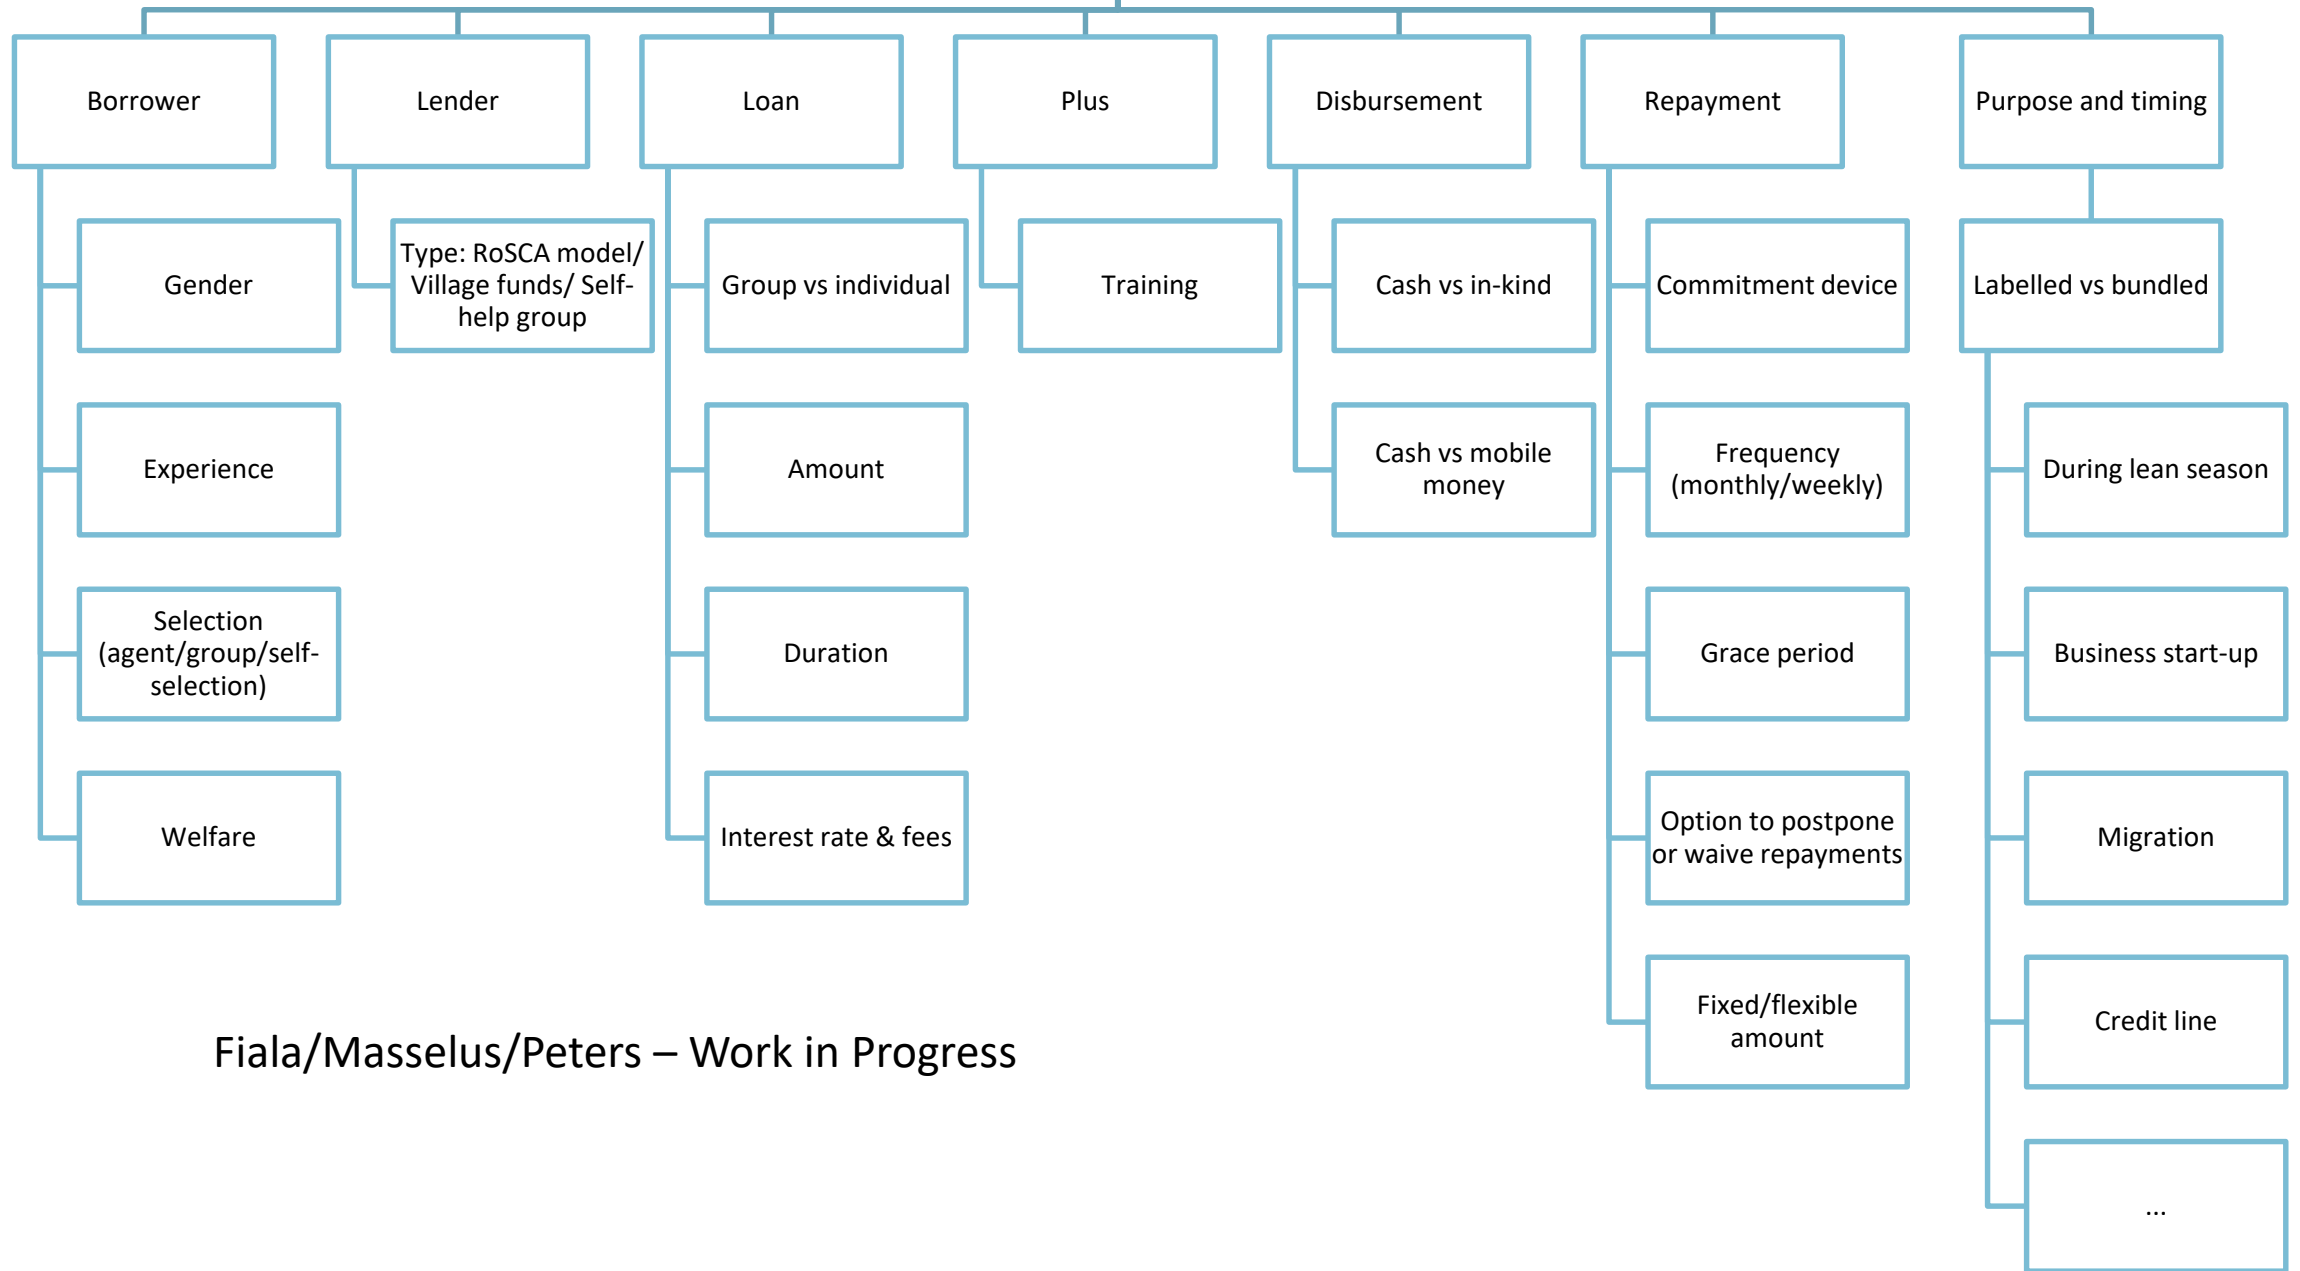 Borrower
Lender
Loan
Plus
Disbursement
Repayment
Purpose and timing
Gender
Experience
Selection
(agent/group/self-
selection)
Welfare
Type: RoSCA model/
Village funds/ Self-
help group
Group vs individual
Amount
Duration
Interest rate & fees
Training
Cash vs in-kind
Cash vs mobile
money
Commitment device
Frequency
(monthly/weekly)
Grace period
Option to postpone
or waive repayments
Fixed/flexible
amount
Labelled vs bundled
During lean season
Business start-up
Migration
Credit line
...
Fiala/Masselus/Peters – Work in Progress